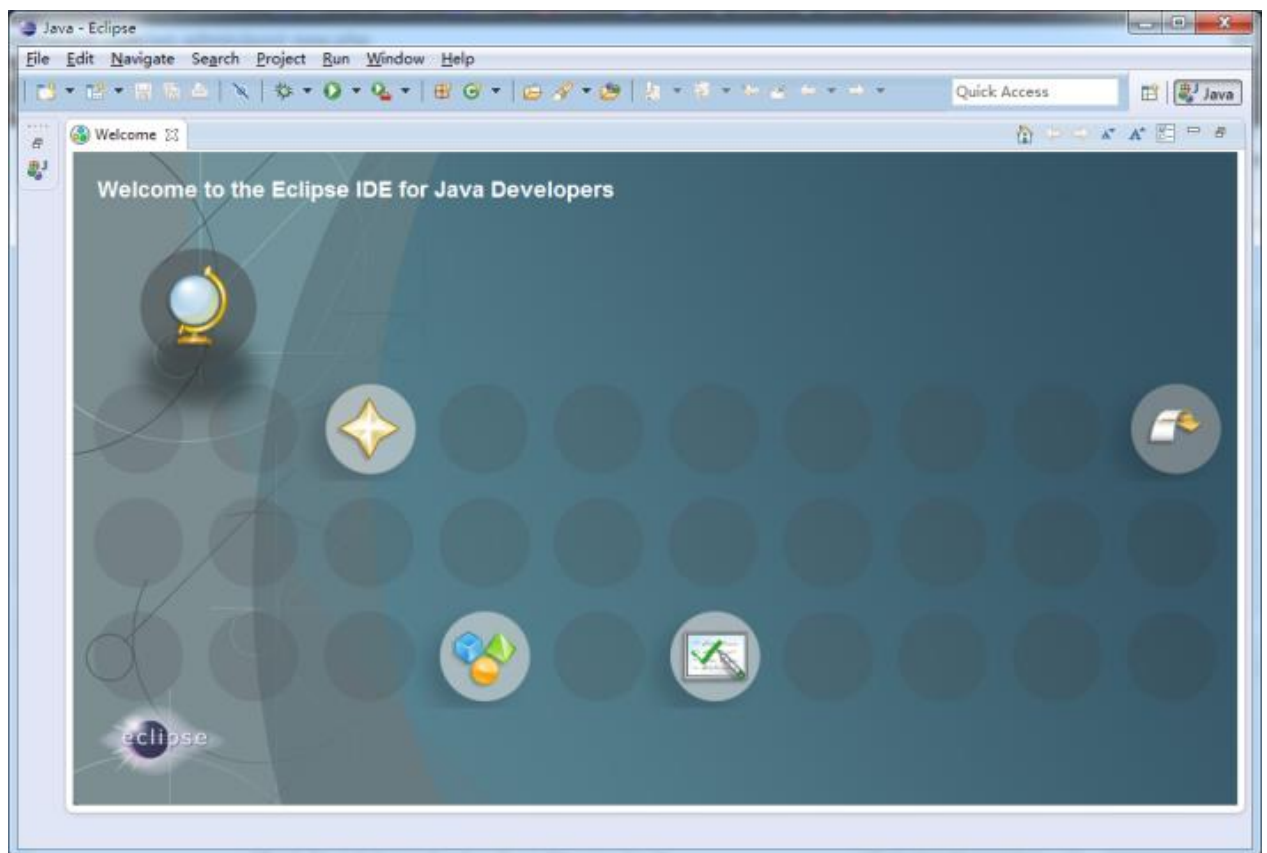 Java - Eclipse
File Edit Navigate Search Project Run Window Help
Quick Access
Java
Welcome
Welcome to the Eclipse IDE for Java Developers
eclipse